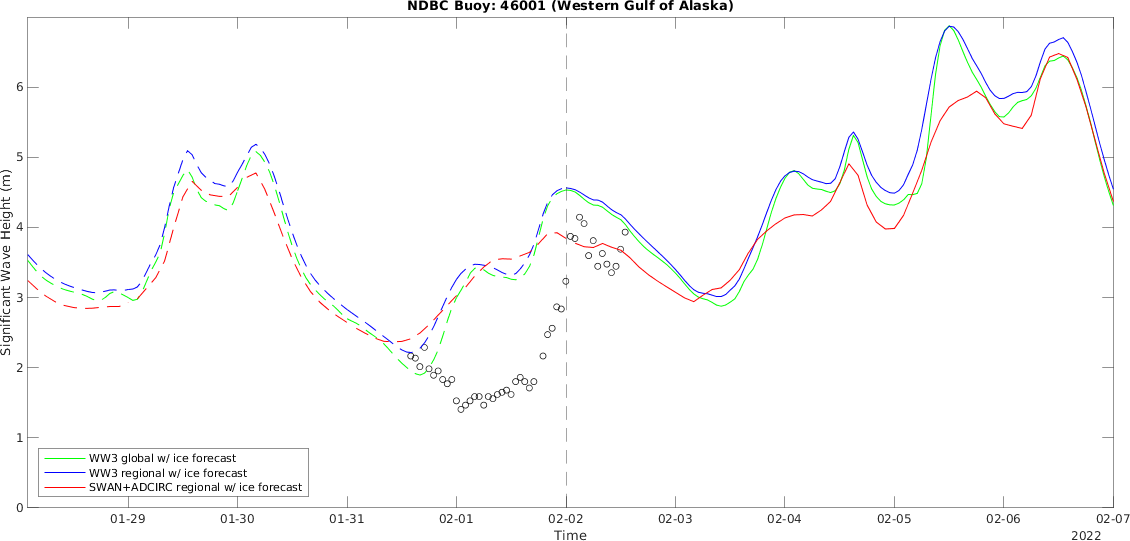 NDBC Buoy: 46001 (Western Gulf of Alaska)
Significant Wave Height (m)
6
5
4
3
2
1
0
WW3 global w/ ice forecast
WW3 regional w/ ice forecast
SWAN+ADCIRC regional w/ ice forecast
01-29 01-30 01-31 02-01 02-02 02-03 02-04 02-05 02-06 02-07
Time
2022